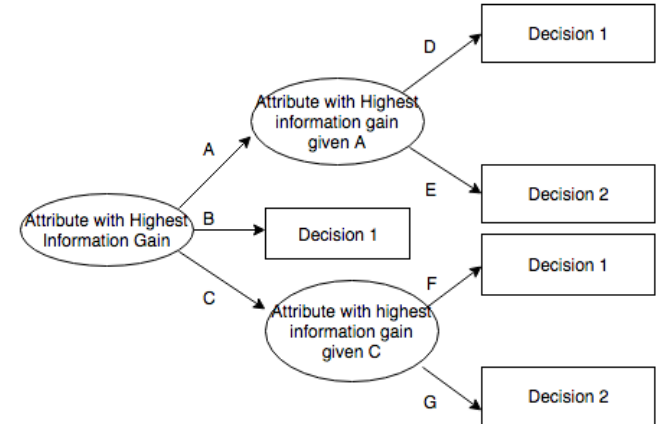 D
Decision 1
Attribute with Highest
information gain
given A
A
E
Decision 2
Attribute with Highest
Information Gain
B
Decision 1
C
F
Decision 1
Attribute with highest
information gain
given C
G
Decision 2